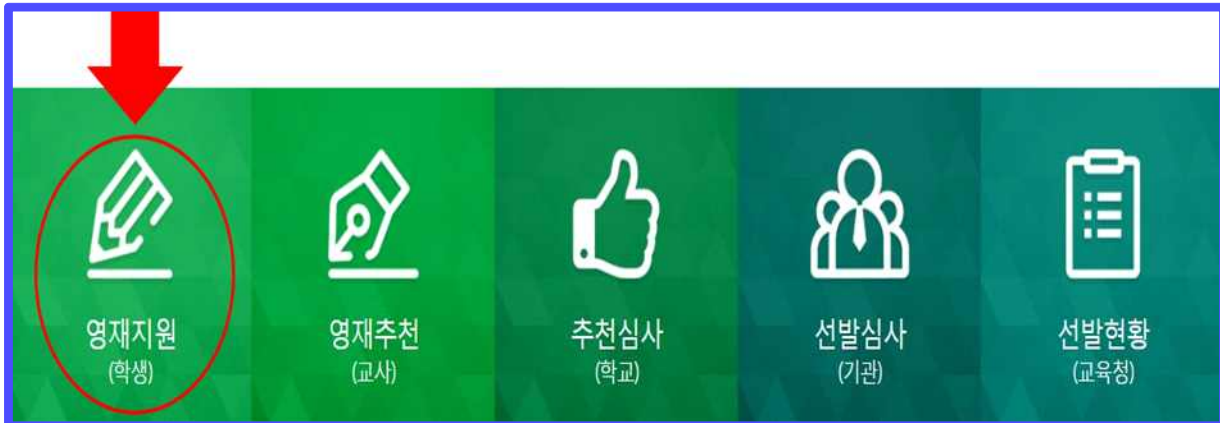 영재지원
(학생)
영재추천
(교사)
추천심사
(학교)
선발심사
(기관)
선발현황
(교육청)